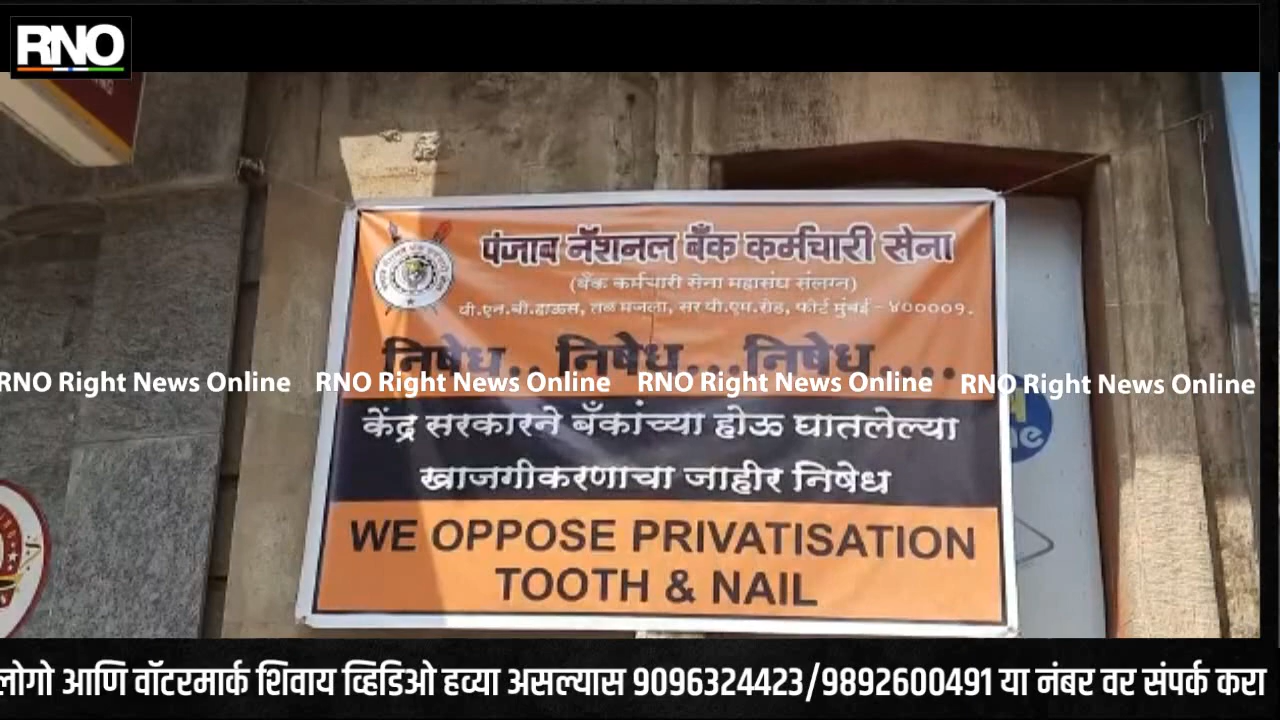 RNO
पंजाब नॅशनल बँक कर्मचारी सेना
(बँक कर्मचारी सेना महासंघ संलग्न)
पी.एन.बी.हाऊस, तळ मजला, सर पी.एम.रोड, फोर्ट मुंबई - ४००००१.
निषेध.. निषेध...निषेध....
RNO Right News Online RNO Right News Online RNO Right News Online RNO Right News Online
केंद्र सरकारने बँकांच्या होऊ घातलेल्या
खाजगीकरणाचा जाहीर निषेध
WE OPPOSE PRIVATISATION
TOOTH & NAIL
लोगो आणि वॉटरमार्क शिवाय व्हिडिओ हव्या असल्यास 9096324423/9892600491 या नंबर वर संपर्क करा